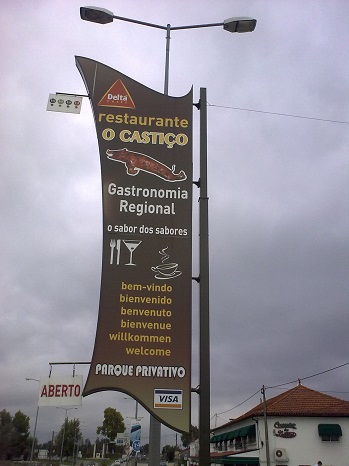 Delta
restaurante
O CASTIÇO
Gastronomia
Regional
o sabor dos sabores
bem-vindo
bienvenido
benvenuto
bienvenue
willkommen
welcome
PARQUE PRIVATIVO
VISA
ABERTO